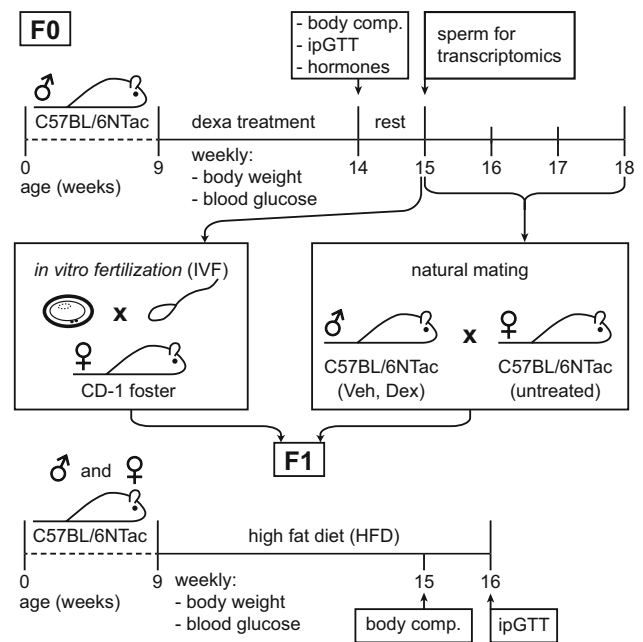 F0
- body comp.
- ipGTT
- hormones
sperm for
transcriptomics
♂
C57BL/6NTac
dexa treatment
rest
0
9
14
15
16
17
18
age (weeks)
weekly:
- body weight
- blood glucose
in vitro fertilization (IVF)
x
♀
CD-1 foster
natural mating
♂
x
♀
C57BL/6NTac
(Veh, Dex)
C57BL/6NTac
(untreated)
F1
♂ and ♀
C57BL/6NTac
high fat diet (HFD)
0
9
15
16
age (weeks)
weekly:
- body weight
- blood glucose
body comp.
ipGTT